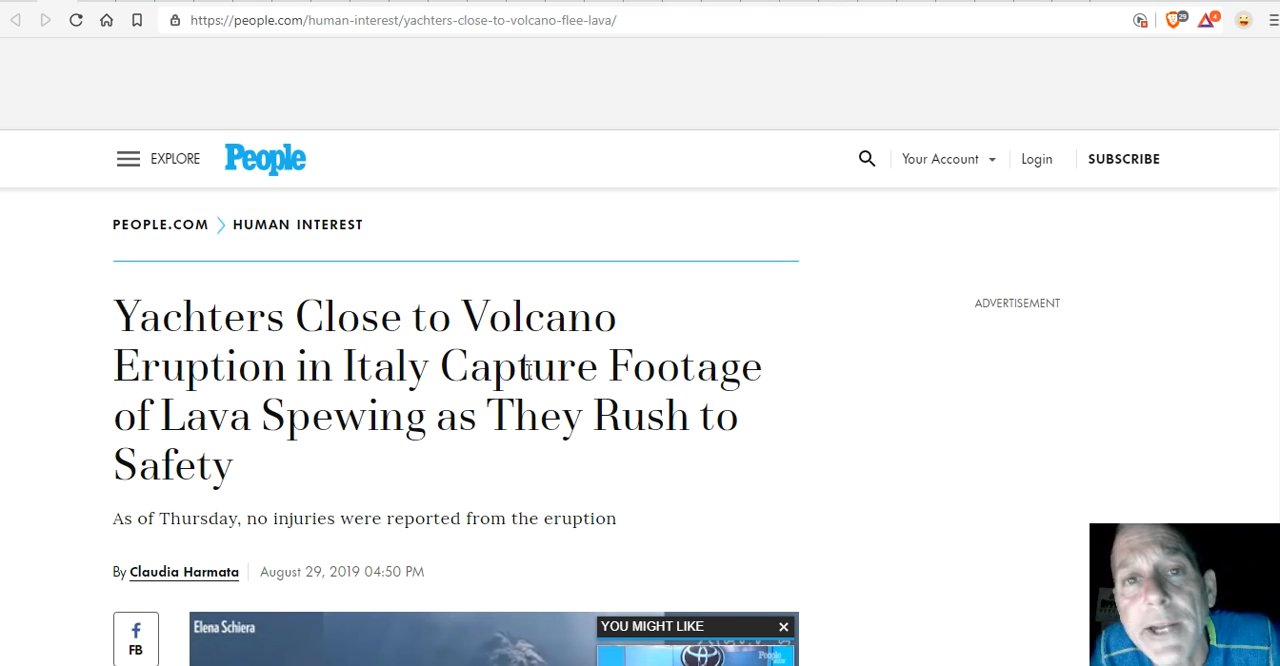 https://people.com/human-interest/yachters-close-to-volcano-flee-lava/
29
4
EXPLORE
People
Your Account
Login
SUBSCRIBE
PEOPLE.COM
HUMAN INTEREST
ADVERTISEMENT
Yachters Close to Volcano
Eruption in Italy Capture Footage
of Lava Spewing as They Rush to
Safety
As of Thursday, no injuries were reported from the eruption
By Claudia Harmata
August 29, 2019 04:50 PM
FB
Elena Schiera
YOU MIGHT LIKE
People